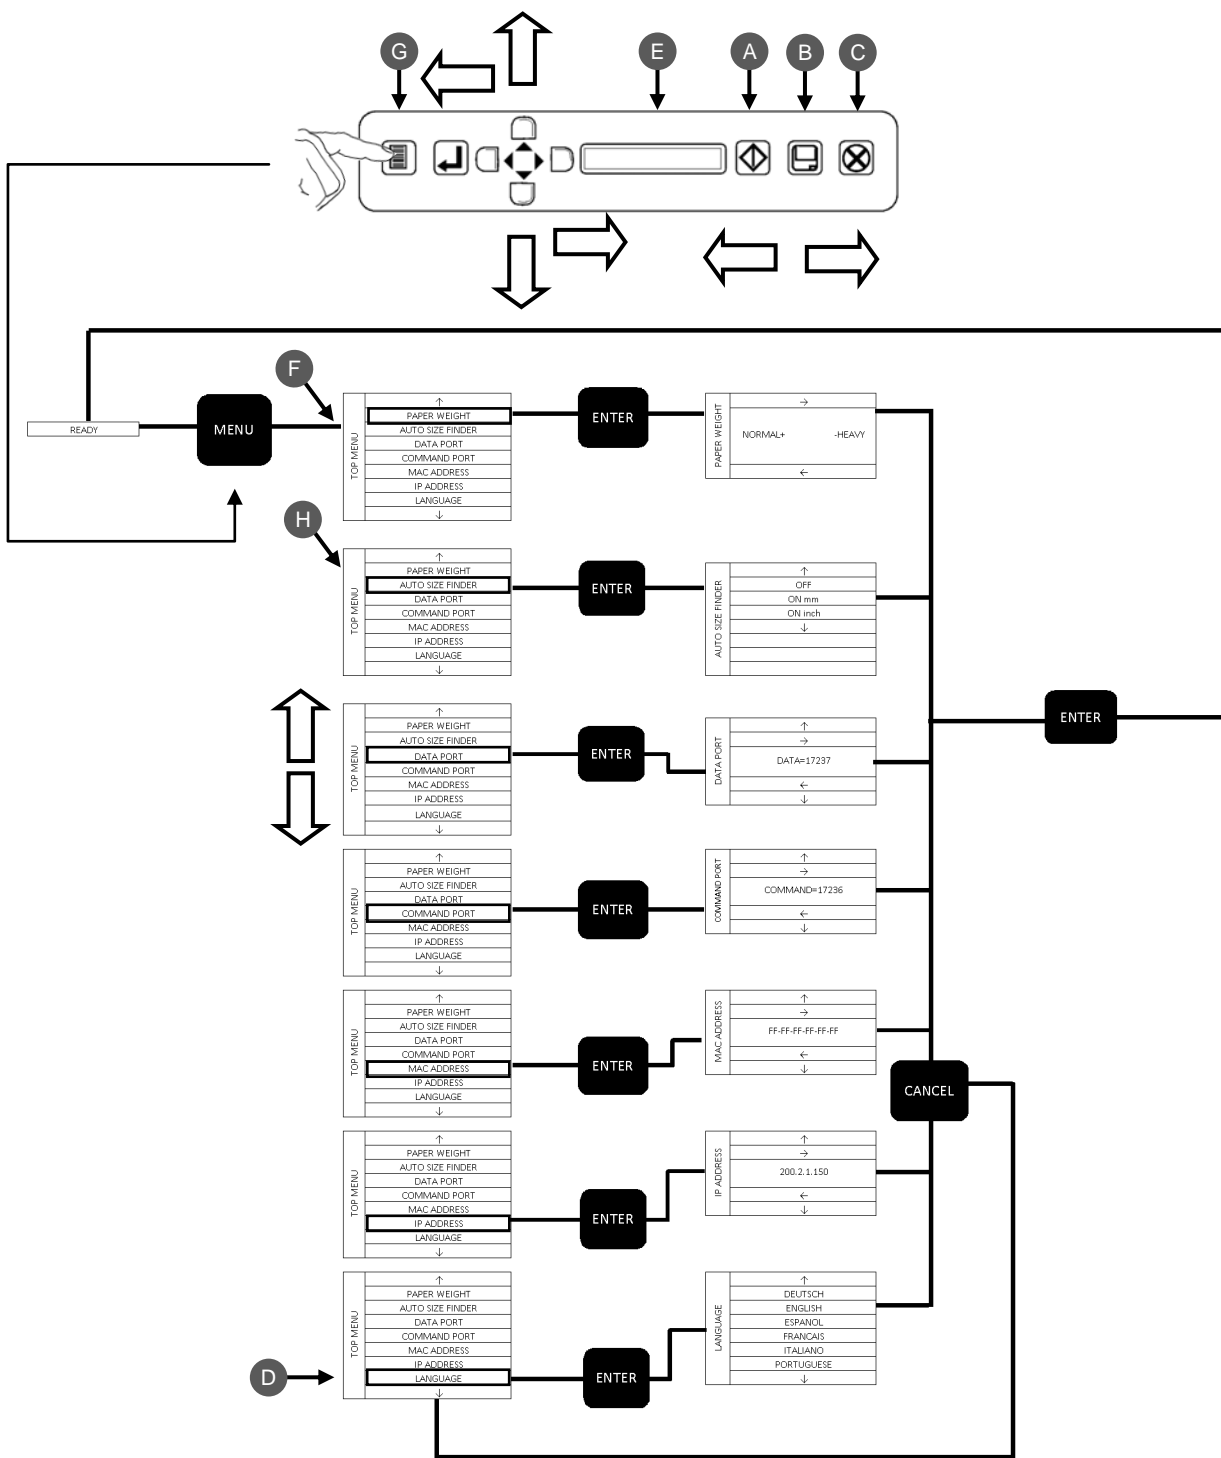 G
E
A
B
C
F
READY
MENU
TOP MENU
↑
PAPER WEIGHT
AUTO SIZE FINDER
DATA PORT
COMMAND PORT
MAC ADDRESS
IP ADDRESS
LANGUAGE
↓
ENTER
PAPER WEIGHT
→
NORMAL+ -HEAVY
←
H
TOP MENU
↑
PAPER WEIGHT
AUTO SIZE FINDER
DATA PORT
COMMAND PORT
MAC ADDRESS
IP ADDRESS
LANGUAGE
↓
ENTER
AUTO SIZE FINDER
↑
OFF
ON mm
ON inch
↓
TOP MENU
↑
PAPER WEIGHT
AUTO SIZE FINDER
DATA PORT
COMMAND PORT
MAC ADDRESS
IP ADDRESS
LANGUAGE
↓
ENTER
DATA PORT
↑
→
DATA=17237
←
↓
ENTER
TOP MENU
↑
PAPER WEIGHT
AUTO SIZE FINDER
DATA PORT
COMMAND PORT
MAC ADDRESS
IP ADDRESS
LANGUAGE
↓
ENTER
COMMAND PORT
↑
→
COMMAND=17236
←
↓
TOP MENU
↑
PAPER WEIGHT
AUTO SIZE FINDER
DATA PORT
COMMAND PORT
MAC ADDRESS
IP ADDRESS
LANGUAGE
↓
ENTER
MAC ADDRESS
↑
→
FF-FF-FF-FF-FF-FF
←
↓
CANCEL
TOP MENU
↑
PAPER WEIGHT
AUTO SIZE FINDER
DATA PORT
COMMAND PORT
MAC ADDRESS
IP ADDRESS
LANGUAGE
↓
ENTER
IP ADDRESS
↑
→
200.2.1.150
←
↓
D
TOP MENU
↑
PAPER WEIGHT
AUTO SIZE FINDER
DATA PORT
COMMAND PORT
MAC ADDRESS
IP ADDRESS
LANGUAGE
↓
ENTER
LANGUAGE
↑
DEUTSCH
ENGLISH
ESPANOL
FRANCAIS
ITALIANO
PORTUGUESE
↓